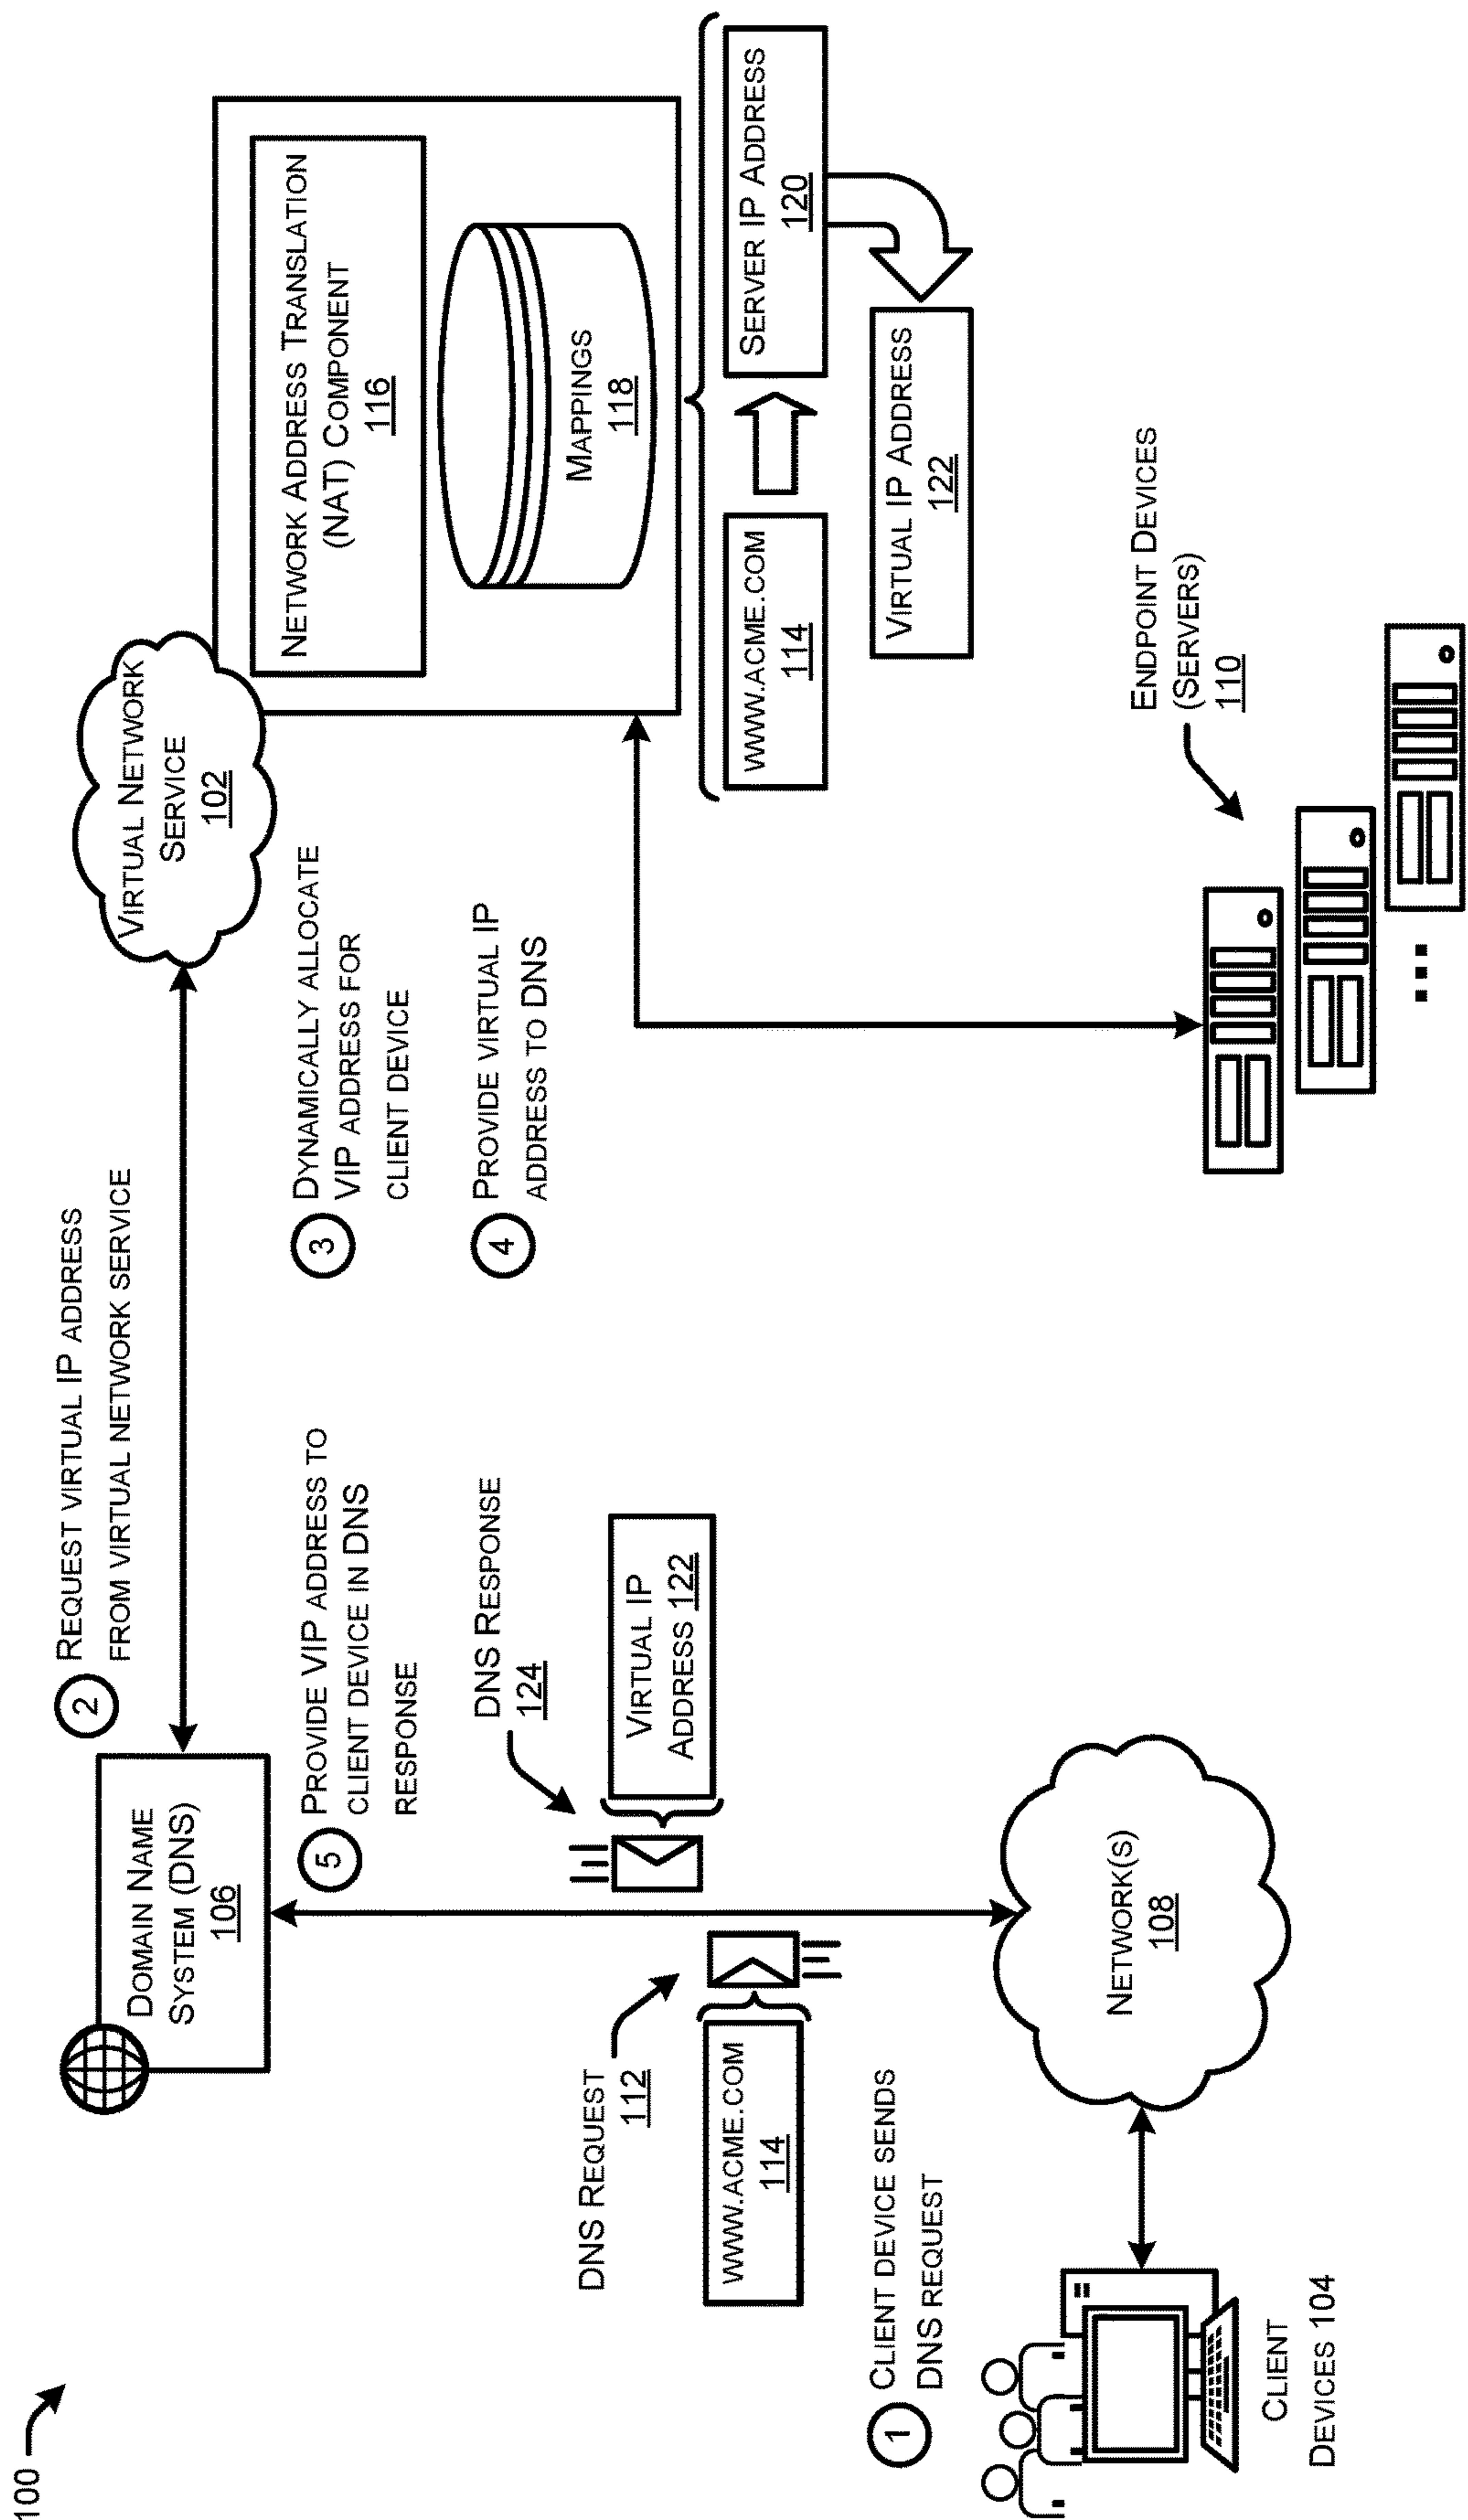 100
2
REQUEST VIRTUAL IP ADDRESS
FROM VIRTUAL NETWORK SERVICE
DOMAIN NAME
SYSTEM (DNS)
106
VIRTUAL NETWORK
SERVICE
102
5
PROVIDE VIP ADDRESS TO
CLIENT DEVICE IN DNS
RESPONSE
3
DYNAMICALLY ALLOCATE
VIP ADDRESS FOR
CLIENT DEVICE
4
PROVIDE VIRTUAL IP
ADDRESS TO DNS
NETWORK ADDRESS TRANSLATION
(NAT) COMPONENT
116
MAPPINGS
118
DNS RESPONSE
124
VIRTUAL IP
ADDRESS 122
DNS REQUEST
112
WWW.ACME.COM
114
WWW.ACME.COM
114
SERVER IP ADDRESS
120
VIRTUAL IP ADDRESS
122
1
CLIENT DEVICE SENDS
DNS REQUEST
NETWORK(S)
108
ENDPOINT DEVICES
(SERVERS)
110
CLIENT
DEVICES 104